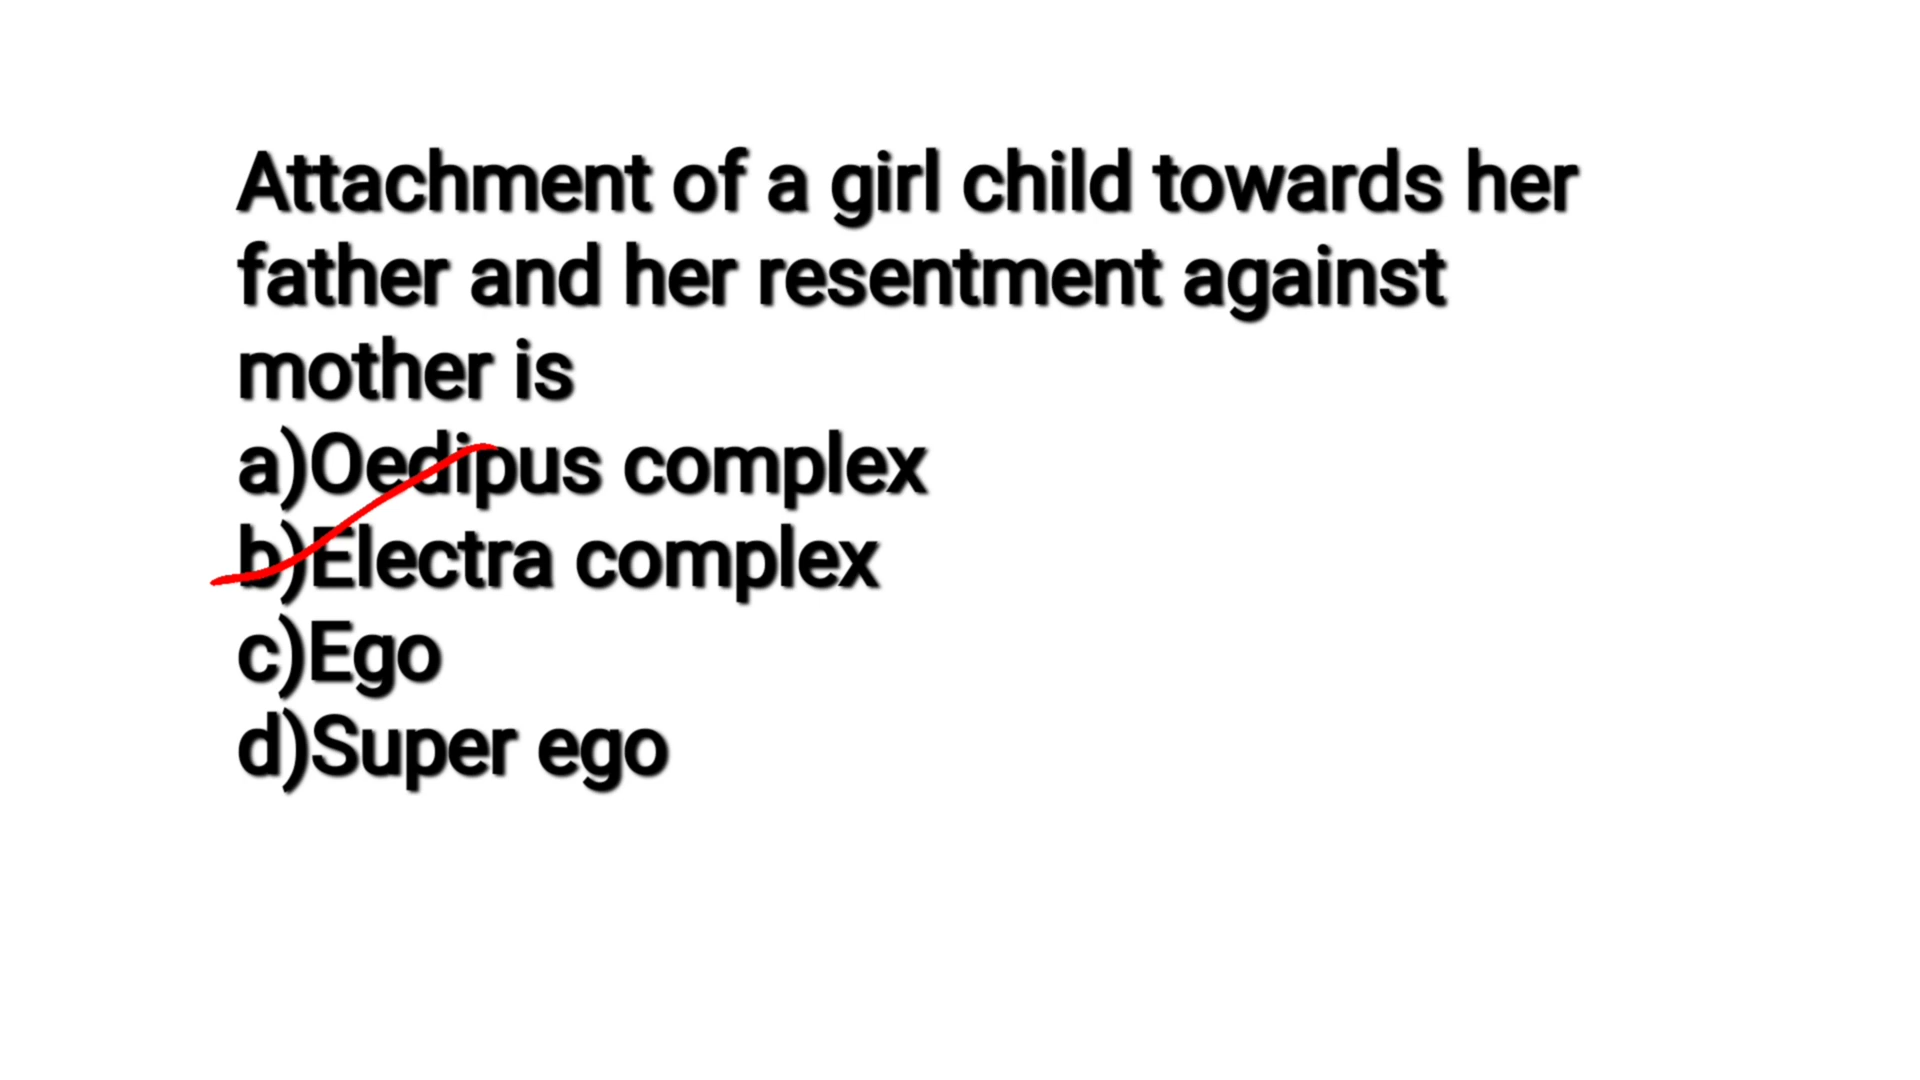 Attachment of a girl child towards her
father and her resentment against
mother is
a)Oedipus complex
b)Electra complex
c)Ego
d)Super ego